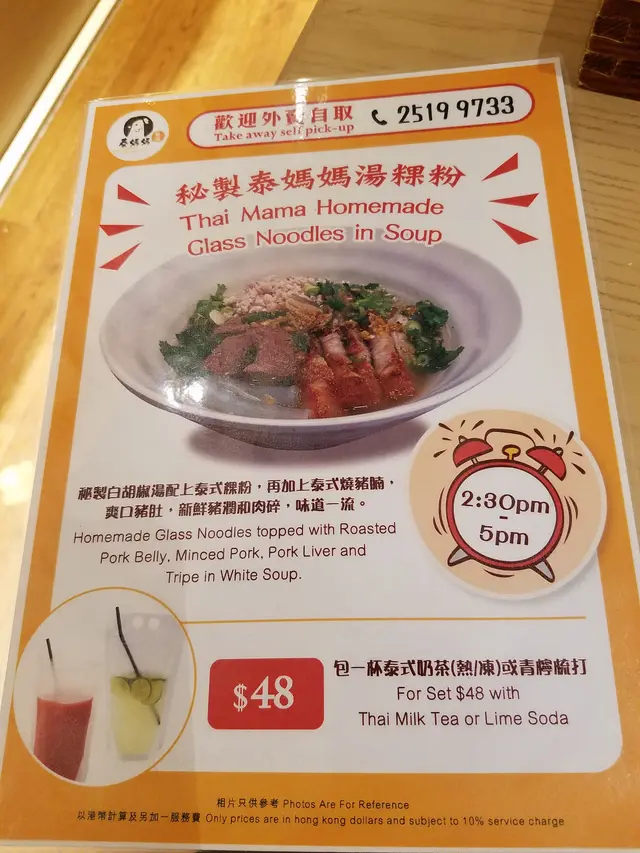 泰媽媽
歡迎外賣自取
Take away self pick-up
2519 9733
秘製泰媽媽湯粿粉
Thai Mama Homemade
Glass Noodles in Soup
秘製白胡椒湯配上泰式粿粉，再加上泰式燒豬腩，
爽口豬肚，新鮮豬潤和肉碎，味道一流。
Homemade Glass Noodles topped with Roasted
Pork Belly, Minced Pork, Pork Liver and
Tripe in White Soup.
2:30pm
-
5pm
$48
包一杯泰式奶茶(熱/凍)或青檸梳打
For Set $48 with
Thai Milk Tea or Lime Soda
相片只供參考 Photos Are For Reference
以港幣計算及另加一服務費 Only prices are in hong kong dollars and subject to 10% service charge